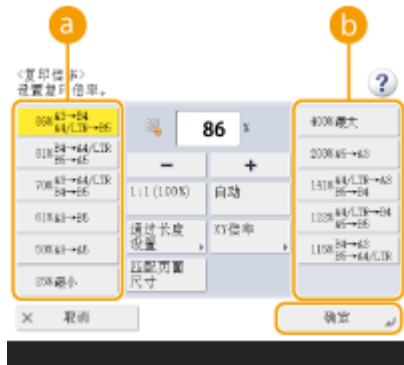 a
b
<复印倍率>
设置复印倍率。
?
86% A3→B4
A4/LTR→B5
81% B4→A4/LTR
B5→A5
70% A3→A4/LTR
B4→B5
61% A3→B5
50% A3→A5
25% 最小
86 %
−
+
1:1(100%)
自动
通过长度
设置
XY倍率
匹配页面
尺寸
400% 最大
200% A5→A3
141% A4/LTR→A3
B5→B4
122% A4/LTR→B4
A5→B5
115% B4→A3
B5→A4/LTR
× 取消
确定